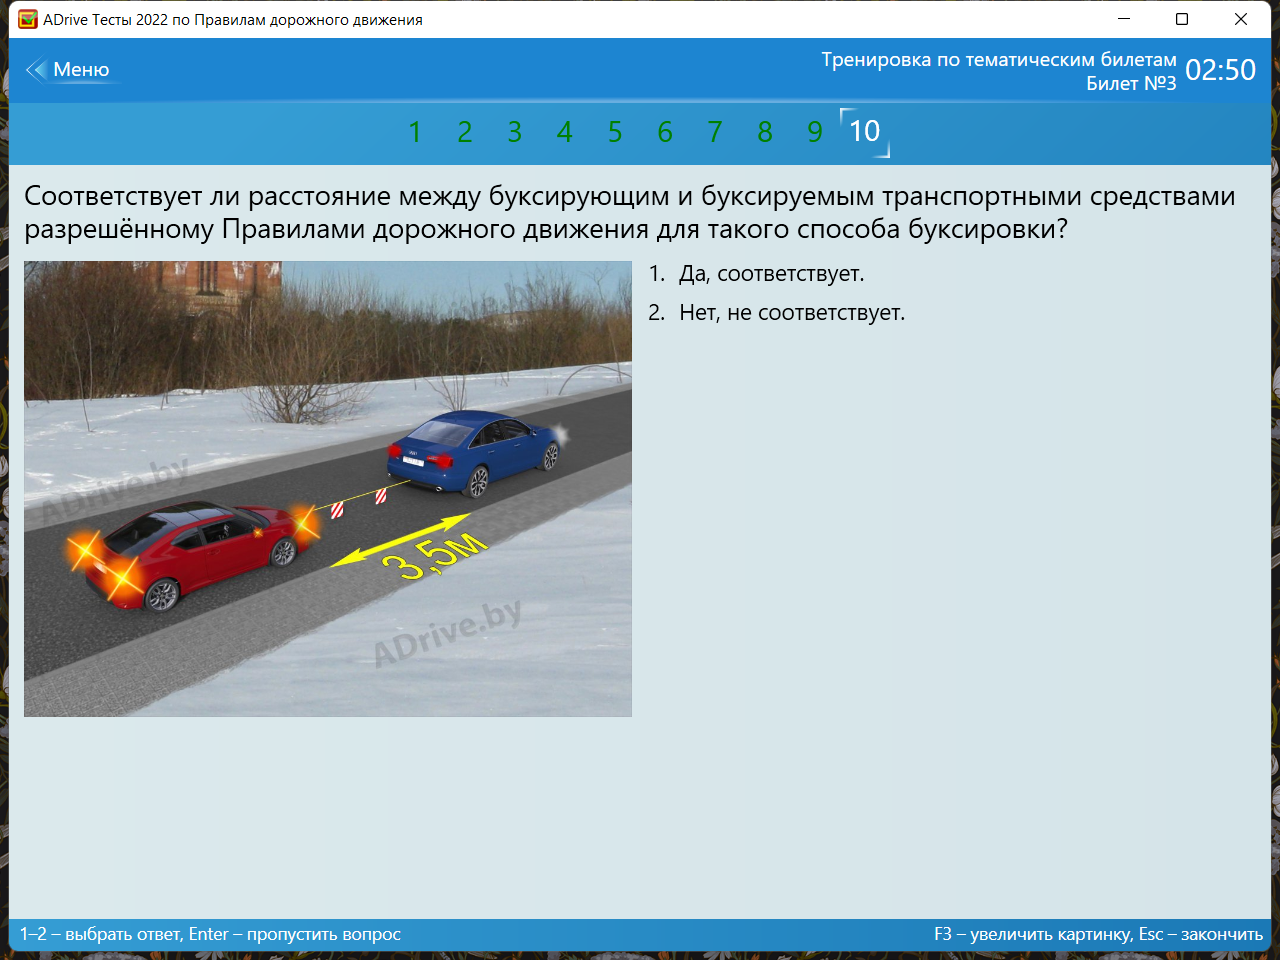 ADrive Тесты 2022 по Правилам дорожного движения
Меню
Тренировка по тематическим билетам
Билет №3
02:50
1 2 3 4 5 6 7 8 9 10
Соответствует ли расстояние между буксирующим и буксируемым транспортными средствами
разрешённому Правилами дорожного движения для такого способа буксировки?
ADrive.by
ADrive.by
3,5м
ADrive.by
1. Да, соответствует.
2. Нет, не соответствует.
1–2 – выбрать ответ, Enter – пропустить вопрос
F3 – увеличить картинку, Esc – закончить